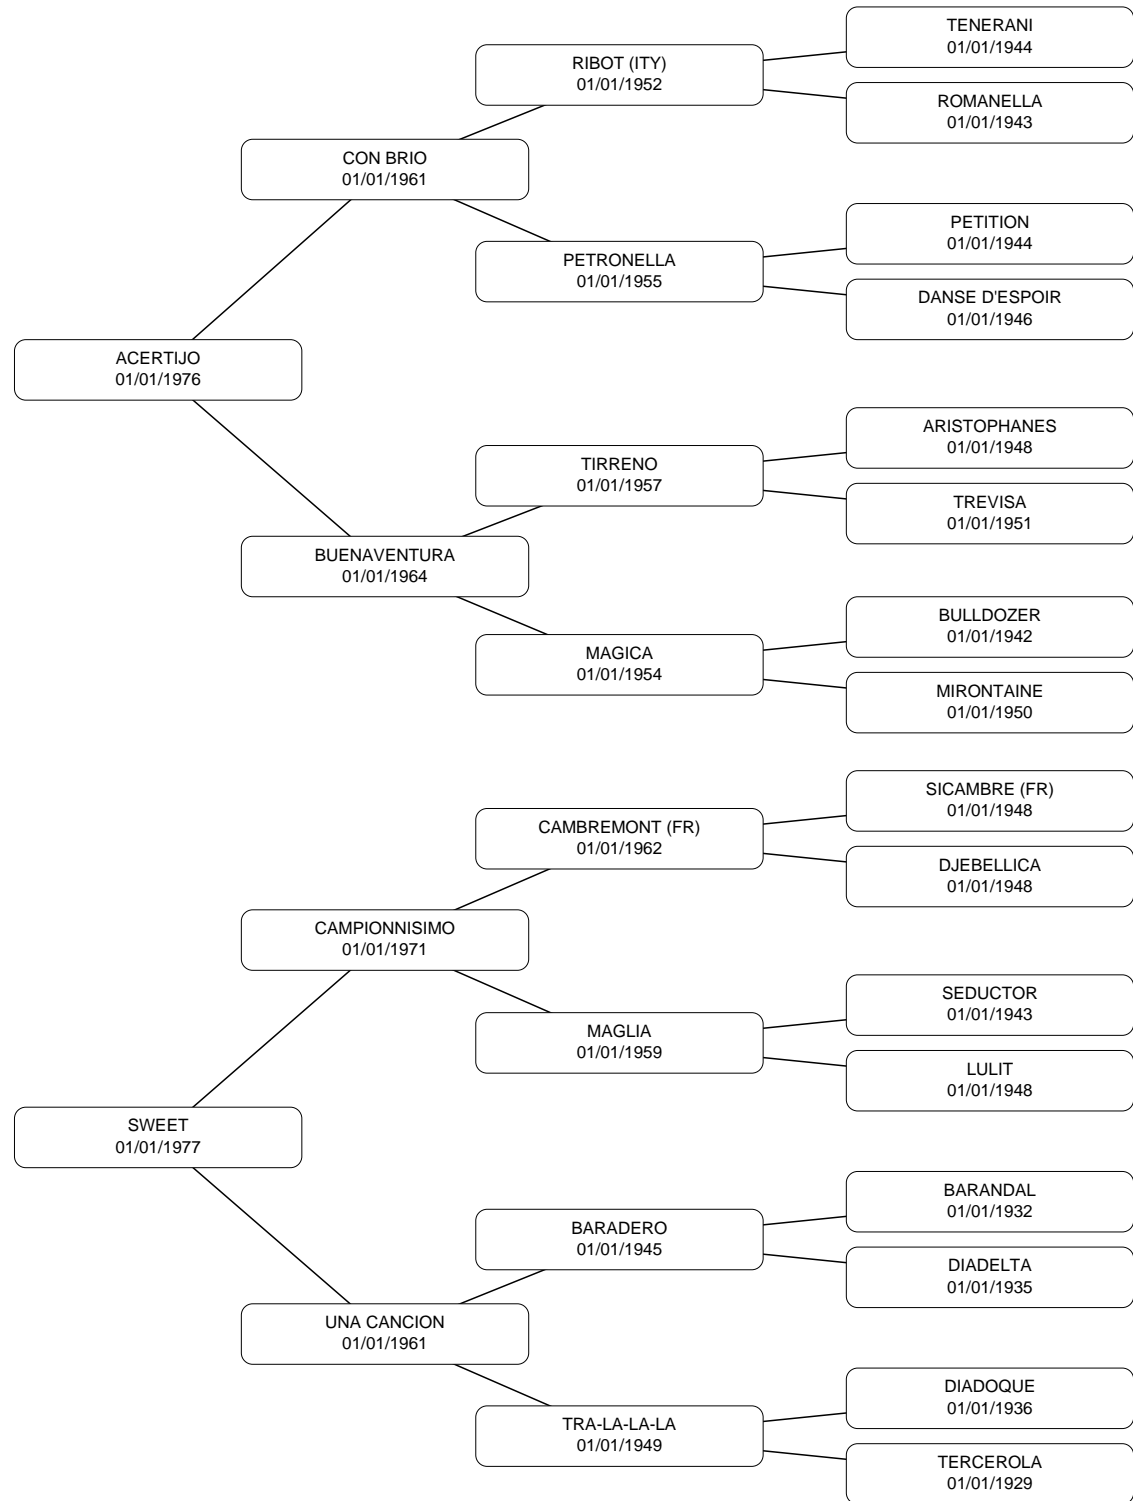 TENERANI
01/01/1944
RIBOT (ITY)
01/01/1952
ROMANELLA
01/01/1943
CON BRIO
01/01/1961
PETITION
01/01/1944
PETRONELLA
01/01/1955
DANSE D'ESPOIR
01/01/1946
ACERTIJO
01/01/1976
ARISTOPHANES
01/01/1948
TIRRENO
01/01/1957
TREVISA
01/01/1951
BUENAVENTURA
01/01/1964
BULLDOZER
01/01/1942
MAGICA
01/01/1954
MIRONTAINE
01/01/1950
SICAMBRE (FR)
01/01/1948
CAMBREMONT (FR)
01/01/1962
DJEBELLICA
01/01/1948
CAMPIONNISIMO
01/01/1971
SEDUCTOR
01/01/1943
MAGLIA
01/01/1959
LULIT
01/01/1948
SWEET
01/01/1977
BARANDAL
01/01/1932
BARADERO
01/01/1945
DIADELTA
01/01/1935
UNA CANCION
01/01/1961
DIADOQUE
01/01/1936
TRA-LA-LA-LA
01/01/1949
TERCEROLA
01/01/1929